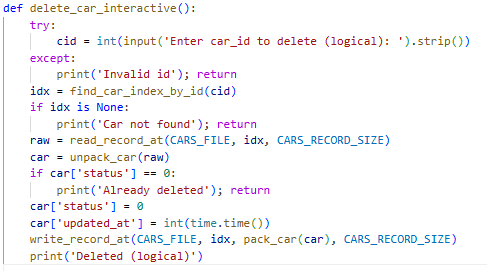 def delete_car_interactive():
    try:
        cid = int(input('Enter car_id to delete (logical): ').strip())
    except:
        print('Invalid id'); return
    idx = find_car_index_by_id(cid)
    if idx is None:
        print('Car not found'); return
    raw = read_record_at(CARS_FILE, idx, CARS_RECORD_SIZE)
    car = unpack_car(raw)
    if car['status'] == 0:
        print('Already deleted'); return
    car['status'] = 0
    car['updated_at'] = int(time.time())
    write_record_at(CARS_FILE, idx, pack_car(car), CARS_RECORD_SIZE)
    print('Deleted (logical)')